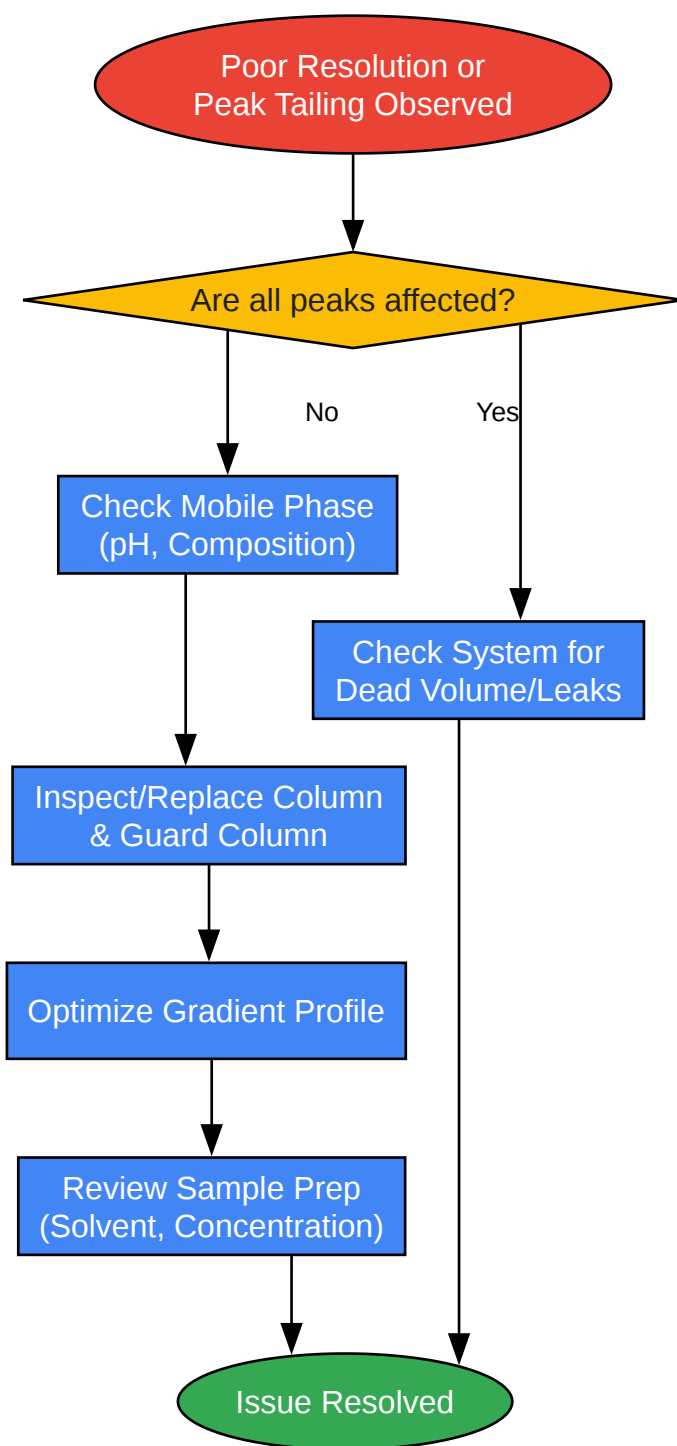 Poor Resolution or
Peak Tailing Observed
Are all peaks affected?
No
Yes
Check Mobile Phase
(pH, Composition)
Check System for
Dead Volume/Leaks
Inspect/Replace Column
& Guard Column
Optimize Gradient Profile
Review Sample Prep
(Solvent, Concentration)
Issue Resolved